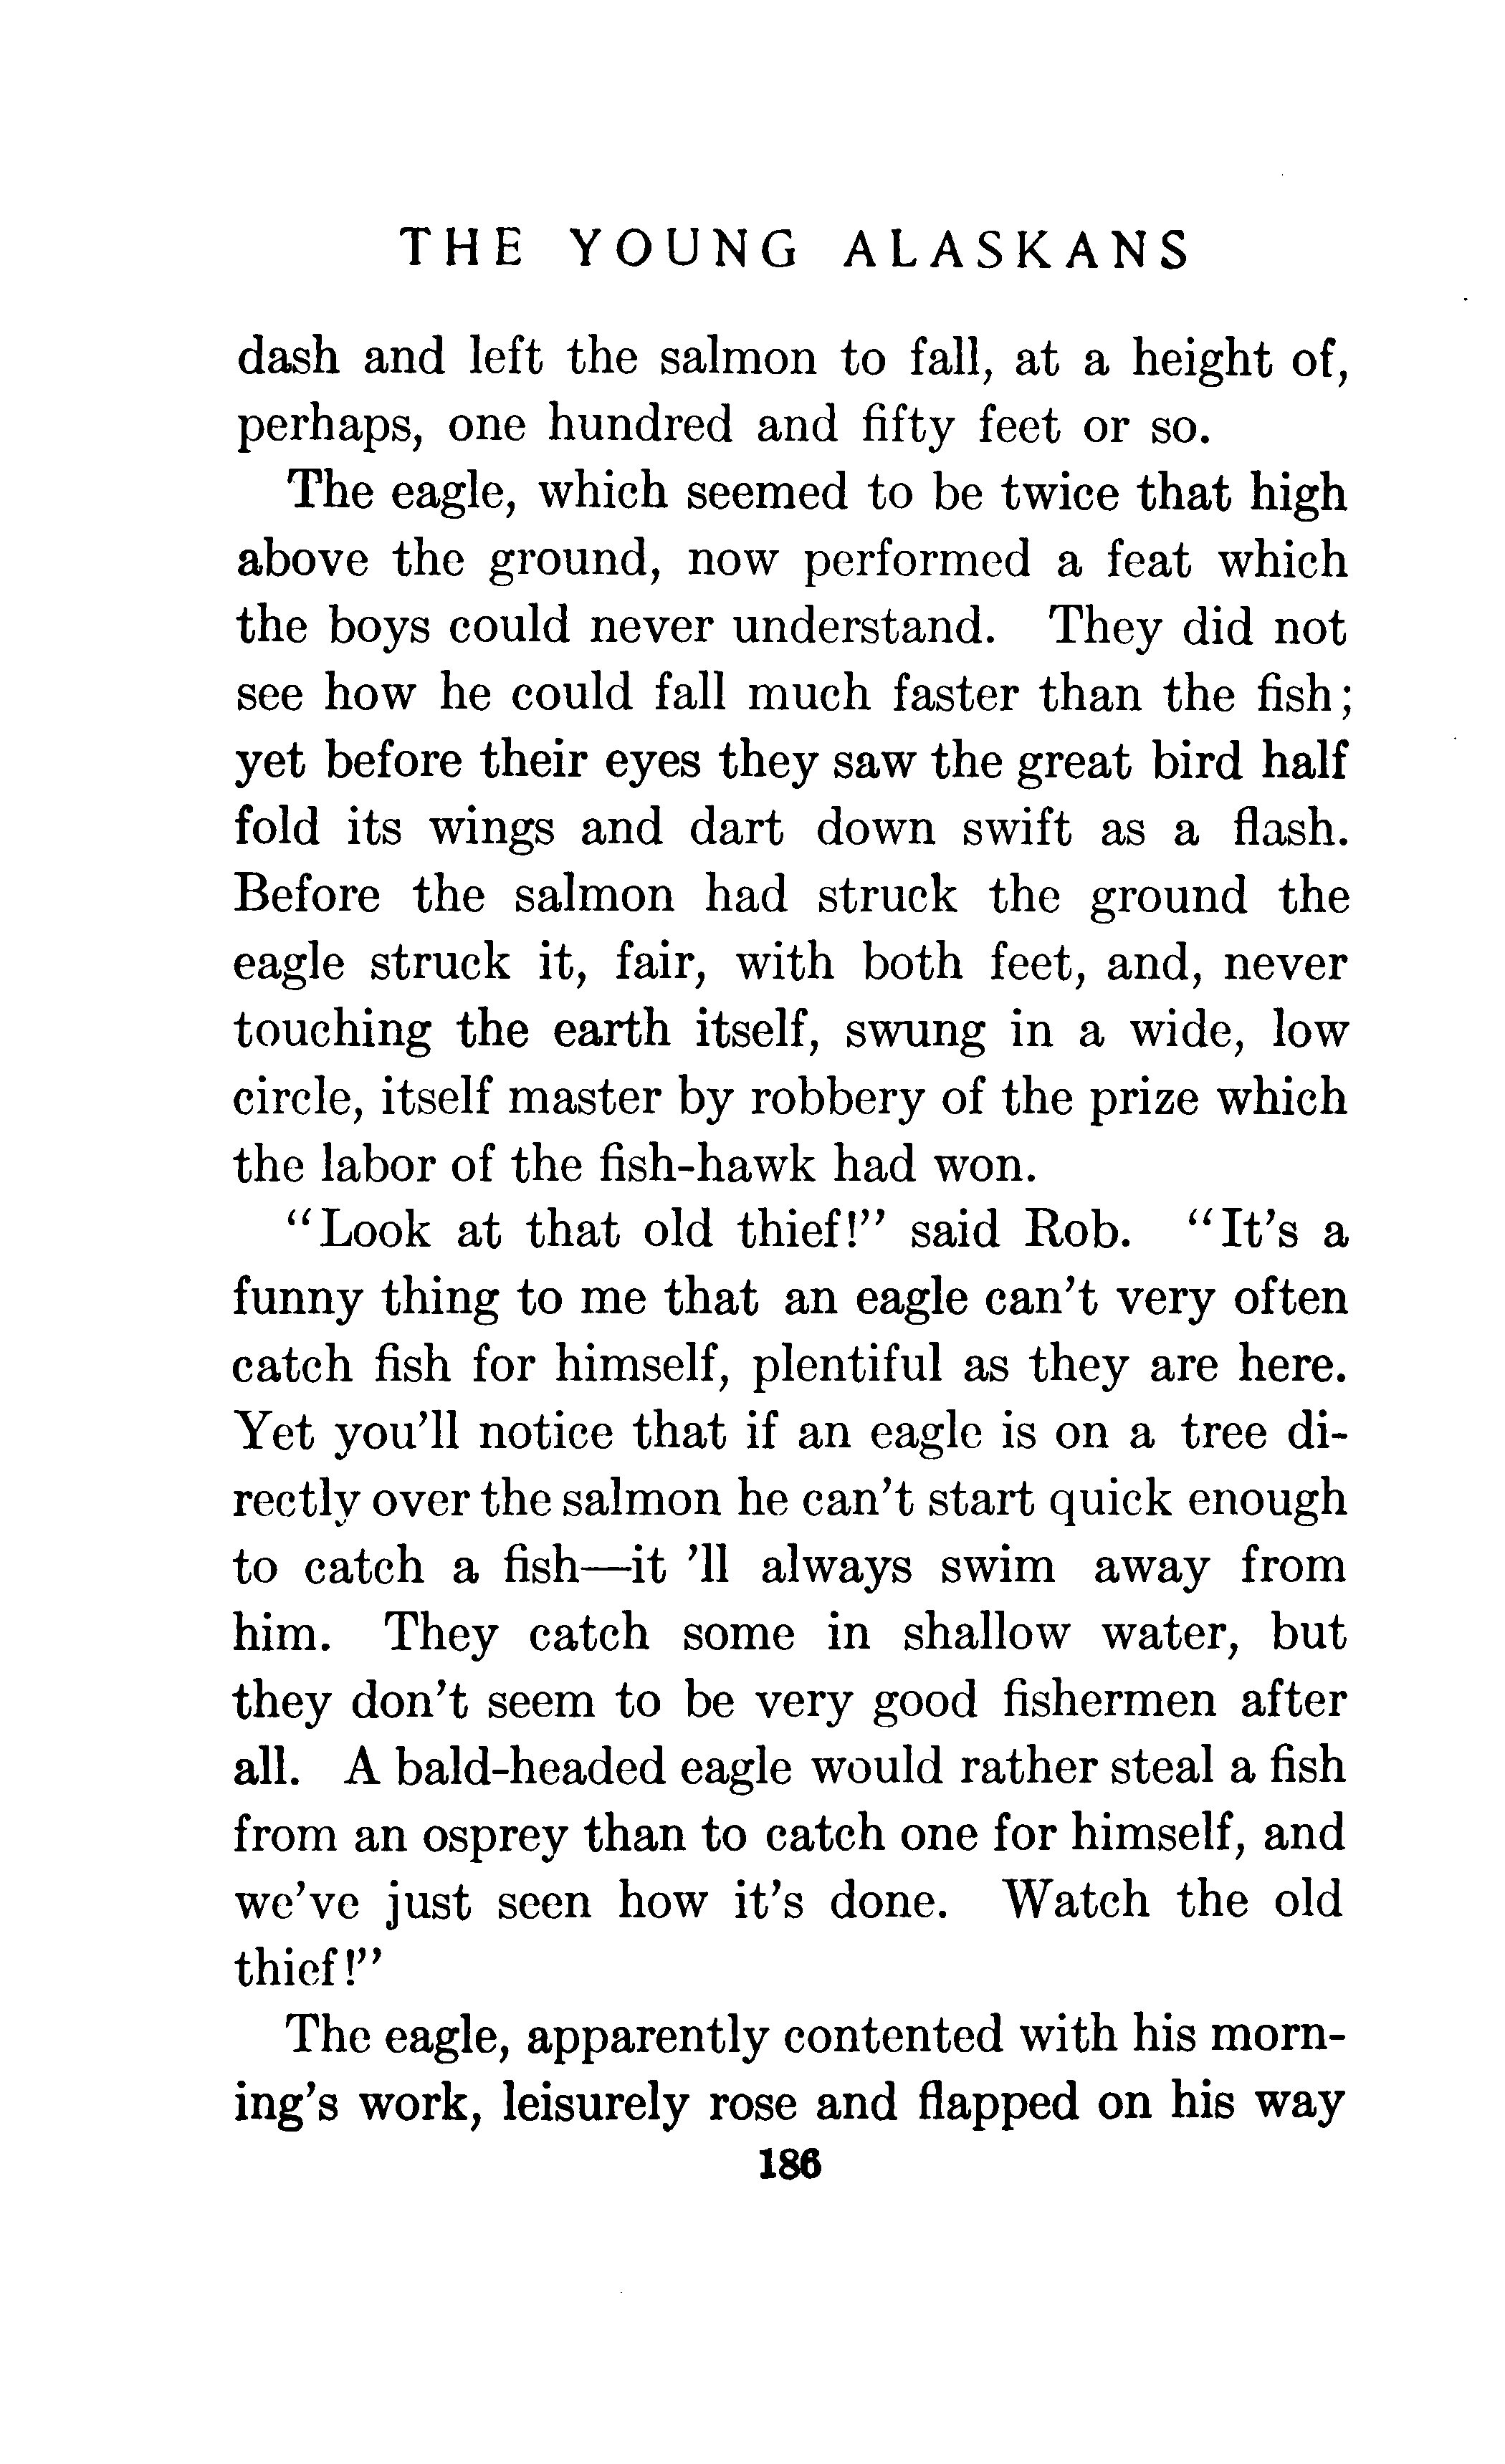 THE YOUNG ALASKANS
dash and left the salmon to fall, at a height of,
perhaps, one hundred and fifty feet or so.
The eagle, which seemed to be twice that high
above the ground, now performed a feat which
the boys could never understand. They did not
see how he could fall much faster than the fish;
yet before their eyes they saw the great bird half
fold its wings and dart down swift as a flash.
Before the salmon had struck the ground the
eagle struck it, fair, with both feet, and, never
touching the earth itself, swung in a wide, low
circle, itself master by robbery of the prize which
the labor of the fish-hawk had won.
“Look at that old thief!” said Rob. “It’s a
funny thing to me that an eagle can’t very often
catch fish for himself, plentiful as they are here.
Yet you’ll notice that if an eagle is on a tree di-
rectly over the salmon he can’t start quick enough
to catch a fish—it ’ll always swim away from
him. They catch some in shallow water, but
they don’t seem to be very good fishermen after
all. A bald-headed eagle would rather steal a fish
from an osprey than to catch one for himself, and
we’ve just seen how it’s done. Watch the old
thief!”
The eagle, apparently contented with his morn-
ing’s work, leisurely rose and flapped on his way
186